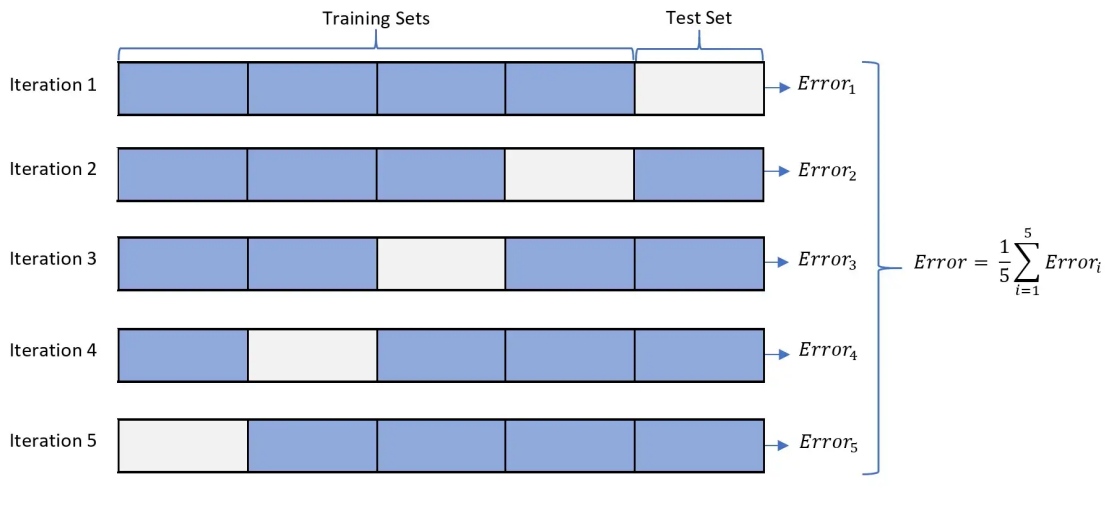 Training Sets
Test Set
Iteration 1
Error₁
Iteration 2
Error₂
Iteration 3
Error₃
Iteration 4
Error₄
Iteration 5
Error₅
Error = 1/5 ∑_{i=1}^{5} Errorᵢ